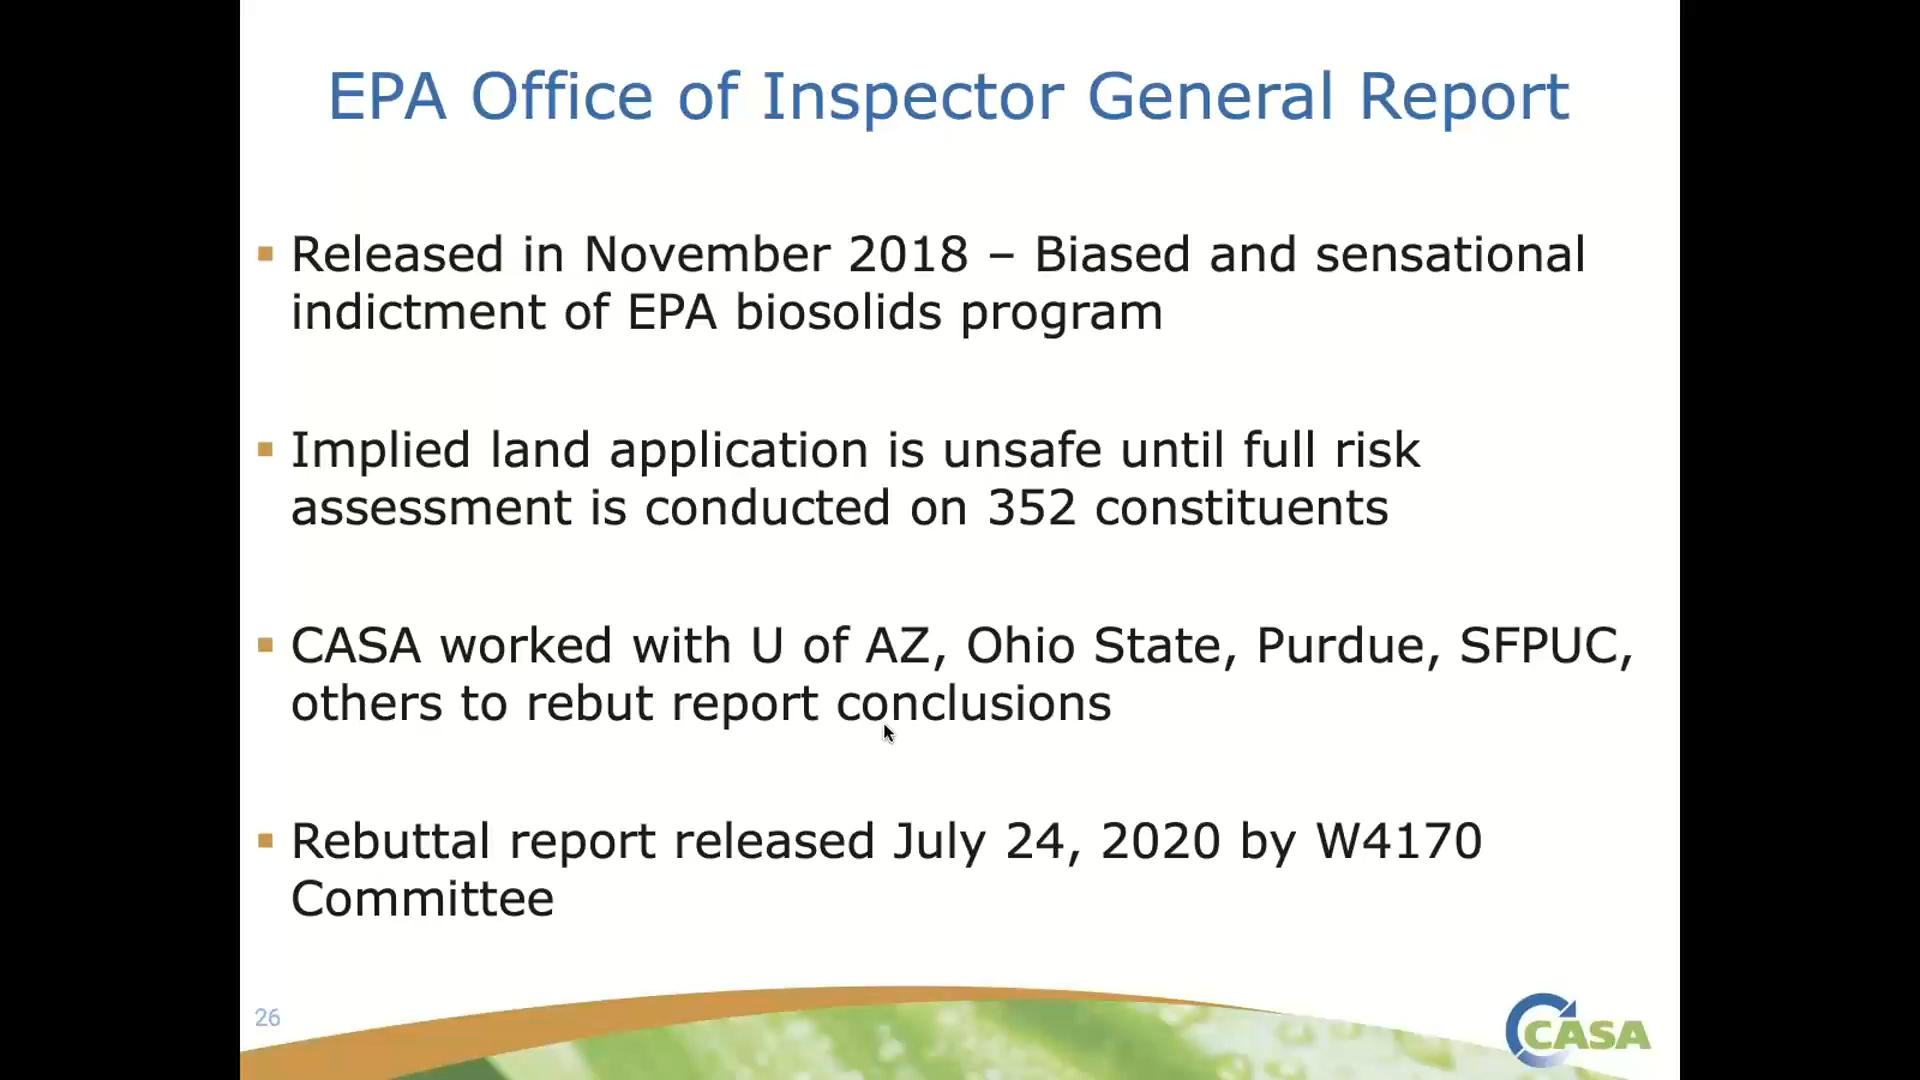 EPA Office of Inspector General Report
▪ Released in November 2018 – Biased and sensational
indictment of EPA biosolids program
▪ Implied land application is unsafe until full risk
assessment is conducted on 352 constituents
▪ CASA worked with U of AZ, Ohio State, Purdue, SFPUC,
others to rebut report conclusions
▪ Rebuttal report released July 24, 2020 by W4170
Committee
26
CASA